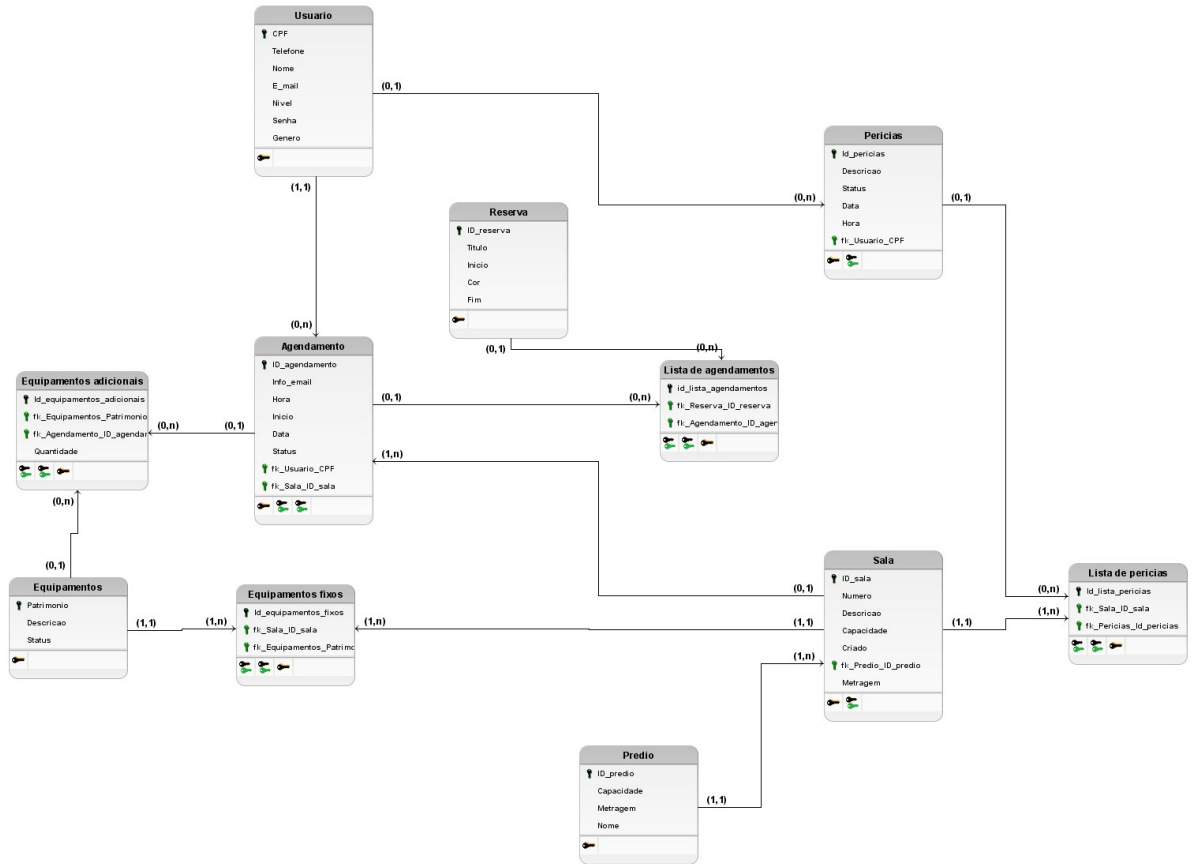 Usuario
CPF
Telefone
Nome
E_mail
Nivel
Senha
Genero
(0,1)
(1,1)
Pericias
Id_pericias
Descricao
Status
Data
Hora
fk_Usuario_CPF
(0,n)
(0,1)
Reserva
ID_reserva
Titulo
Inicio
Cor
Fim
(0,1)
(0,n)
(0,n)
Agendamento
ID_agendamento
Info_email
Hora
Inicio
Data
Status
fk_Usuario_CPF
fk_Sala_ID_sala
(0,1)
(0,n)
(1,n)
Lista de agendamentos
id_lista_agendamentos
fk_Reserva_ID_reserva
fk_Agendamento_ID_ager
Equipamentos adicionais
Id_equipamentos_adicionais
fk_Equipamentos_Patrimonio
fk_Agendamento_ID_agendar
Quantidade
(0,n)
(0,1)
(0,n)
(0,1)
Equipamentos
Patrimonio
Descricao
Status
(1,1)
(1,n)
Equipamentos fixos
Id_equipamentos_fixos
fk_Sala_ID_sala
fk_Equipamentos_Patrimo
(1,n)
Sala
ID_sala
Numero
Descricao
Capacidade
Criado
fk_Predio_ID_predio
Metragem
(0,1)
(1,1)
(1,n)
(1,1)
Lista de pericias
Id_lista_pericias
fk_Sala_ID_sala
fk_Pericias_Id_pericias
(0,n)
(1,n)
Predio
ID_predio
Capacidade
Metragem
Nome
(1,1)